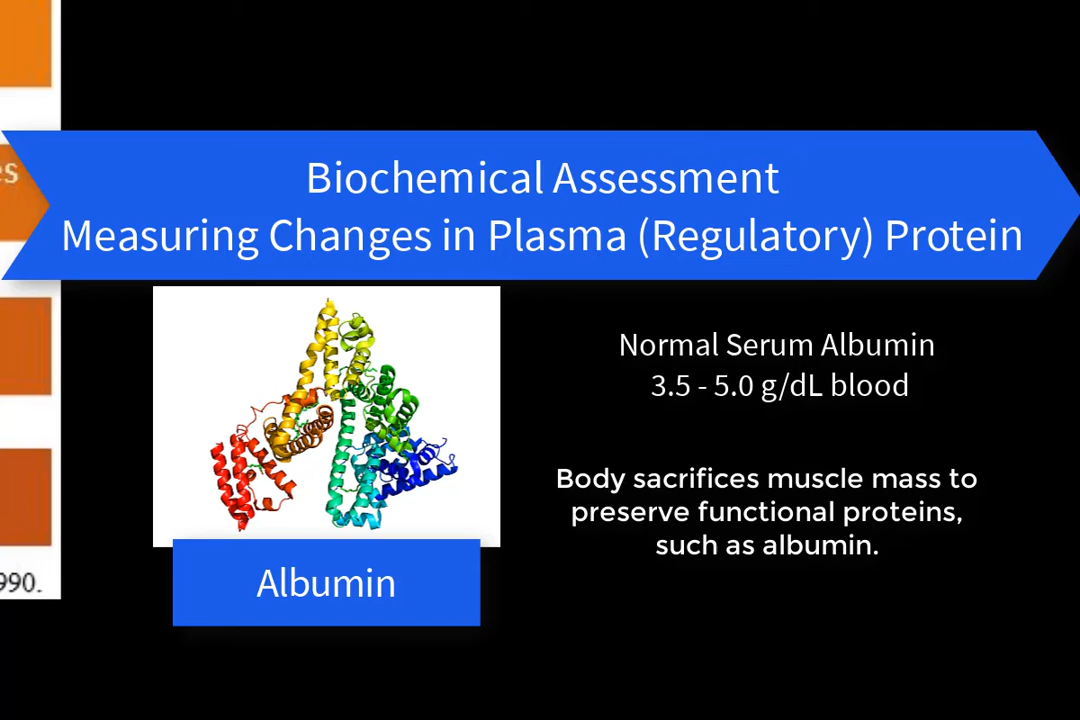 Biochemical Assessment
Measuring Changes in Plasma (Regulatory) Protein
Normal Serum Albumin
3.5 - 5.0 g/dL blood
Body sacrifices muscle mass to
preserve functional proteins,
such as albumin.
Albumin
990.